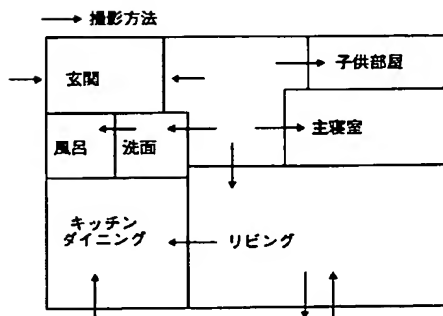 撮影方法
子供部屋
玄関
主寝室
風呂
洗面
キッチン
ダイニング
リビング